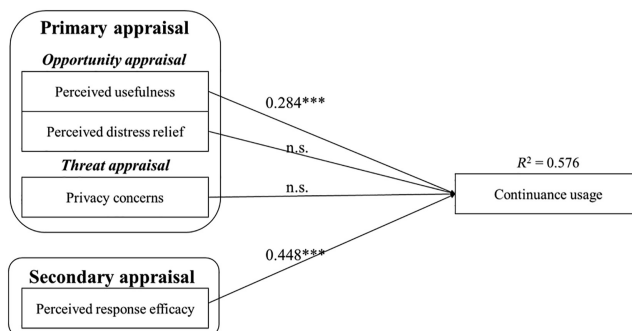 Primary appraisal
Opportunity appraisal
Perceived usefulness
0.284***
Perceived distress relief
n.s.
Threat appraisal
R² = 0.576
n.s.
Privacy concerns
Continuance usage
0.448***
Secondary appraisal
Perceived response efficacy